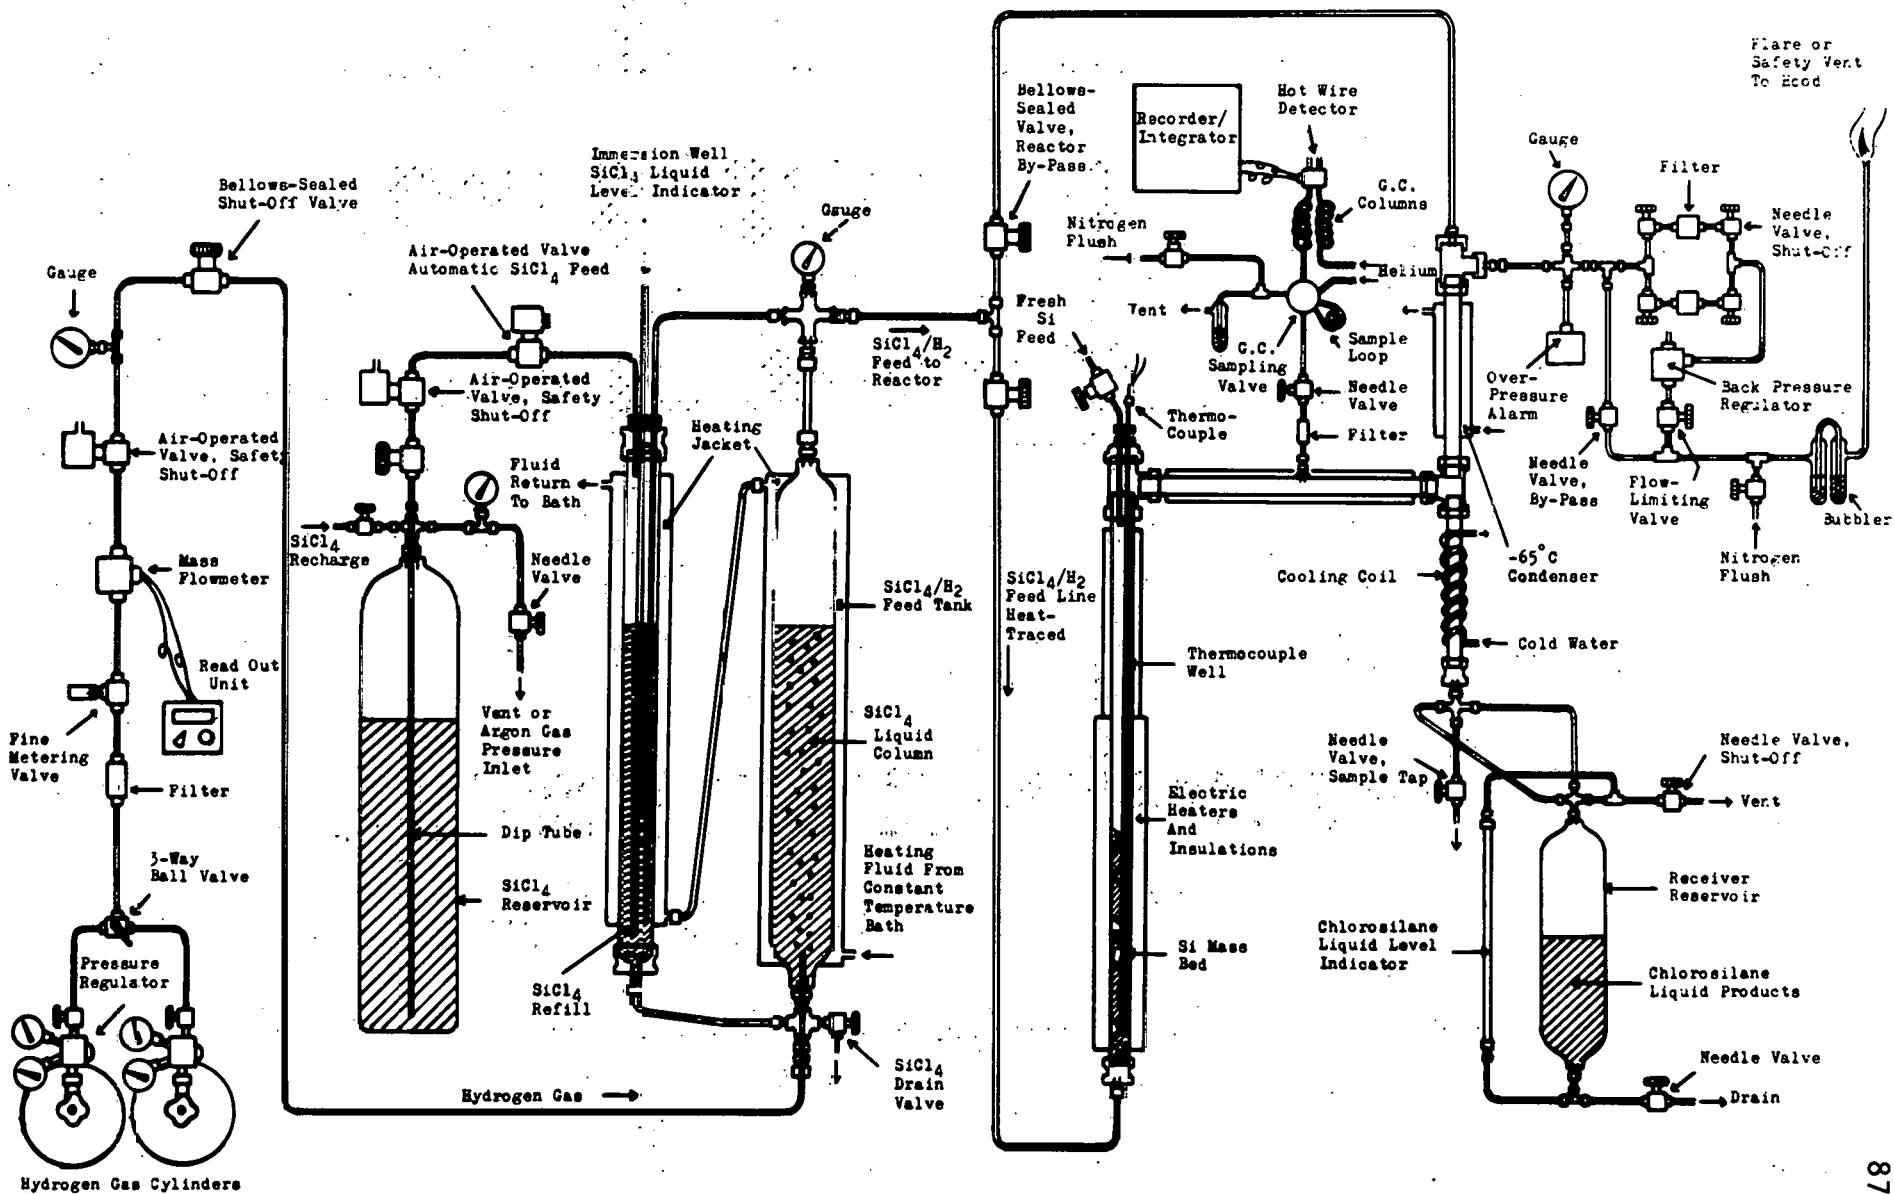 Flare or
Safety Vent
To Hood
Bellows-
Sealed
Valve,
Reactor
By-Pass
Recorder/
Integrator
Hot Wire
Detector
Gauge
Filter
Needle
Valve,
Shut-Off
G.C.
Columns
Nitrogen
Flush
Helium
Vent
Sample
Loop
G.C.
Sampling
Valve
Needle
Valve
Filter
Over-
Pressure
Alarm
Back Pressure
Regulator
Needle
Valve,
By-Pass
Flow-
Limiting
Valve
Nitrogen
Flush
Bubbler
-65°C
Condenser
Immersion Well
SiCl4 Liquid
Level Indicator
Bellows-Sealed
Shut-Off Valve
Gauge
Air-Operated Valve
Automatic SiCl4 Feed
Gauge
Air-Operated
Valve, Safety
Shut-Off
SiCl4/H2
Feed to
Reactor
Fresh
Si
Feed
Thermo-
Couple
Air-Operated
Valve, Safety
Shut-Off
Heating
Jacket
Fluid
Return
To Bath
SiCl4
Recharge
Needle
Valve
Mass
Flowmeter
Read Out
Unit
SiCl4/H2
Feed Tank
SiCl4/H2
Feed Line
Heat-
Traced
Cooling Coil
Cold Water
Thermocouple
Well
Vent or
Argon Gas
Pressure
Inlet
SiCl4
Liquid
Column
Fine
Metering
Valve
Filter
Dip Tube
SiCl4
Reservoir
Heating
Fluid From
Constant
Temperature
Bath
3-Way
Ball Valve
Electric
Heaters
And
Insulations
Needle
Valve,
Sample Tap
Needle Valve,
Shut-Off
Vent
Receiver
Reservoir
Chlorosilane
Liquid Level
Indicator
Si Mass
Bed
Chlorosilane
Liquid Products
Pressure
Regulator
SiCl4
Refill
SiCl4
Drain
Valve
Hydrogen Gas
Needle Valve
Drain
Hydrogen Gas Cylinders
87